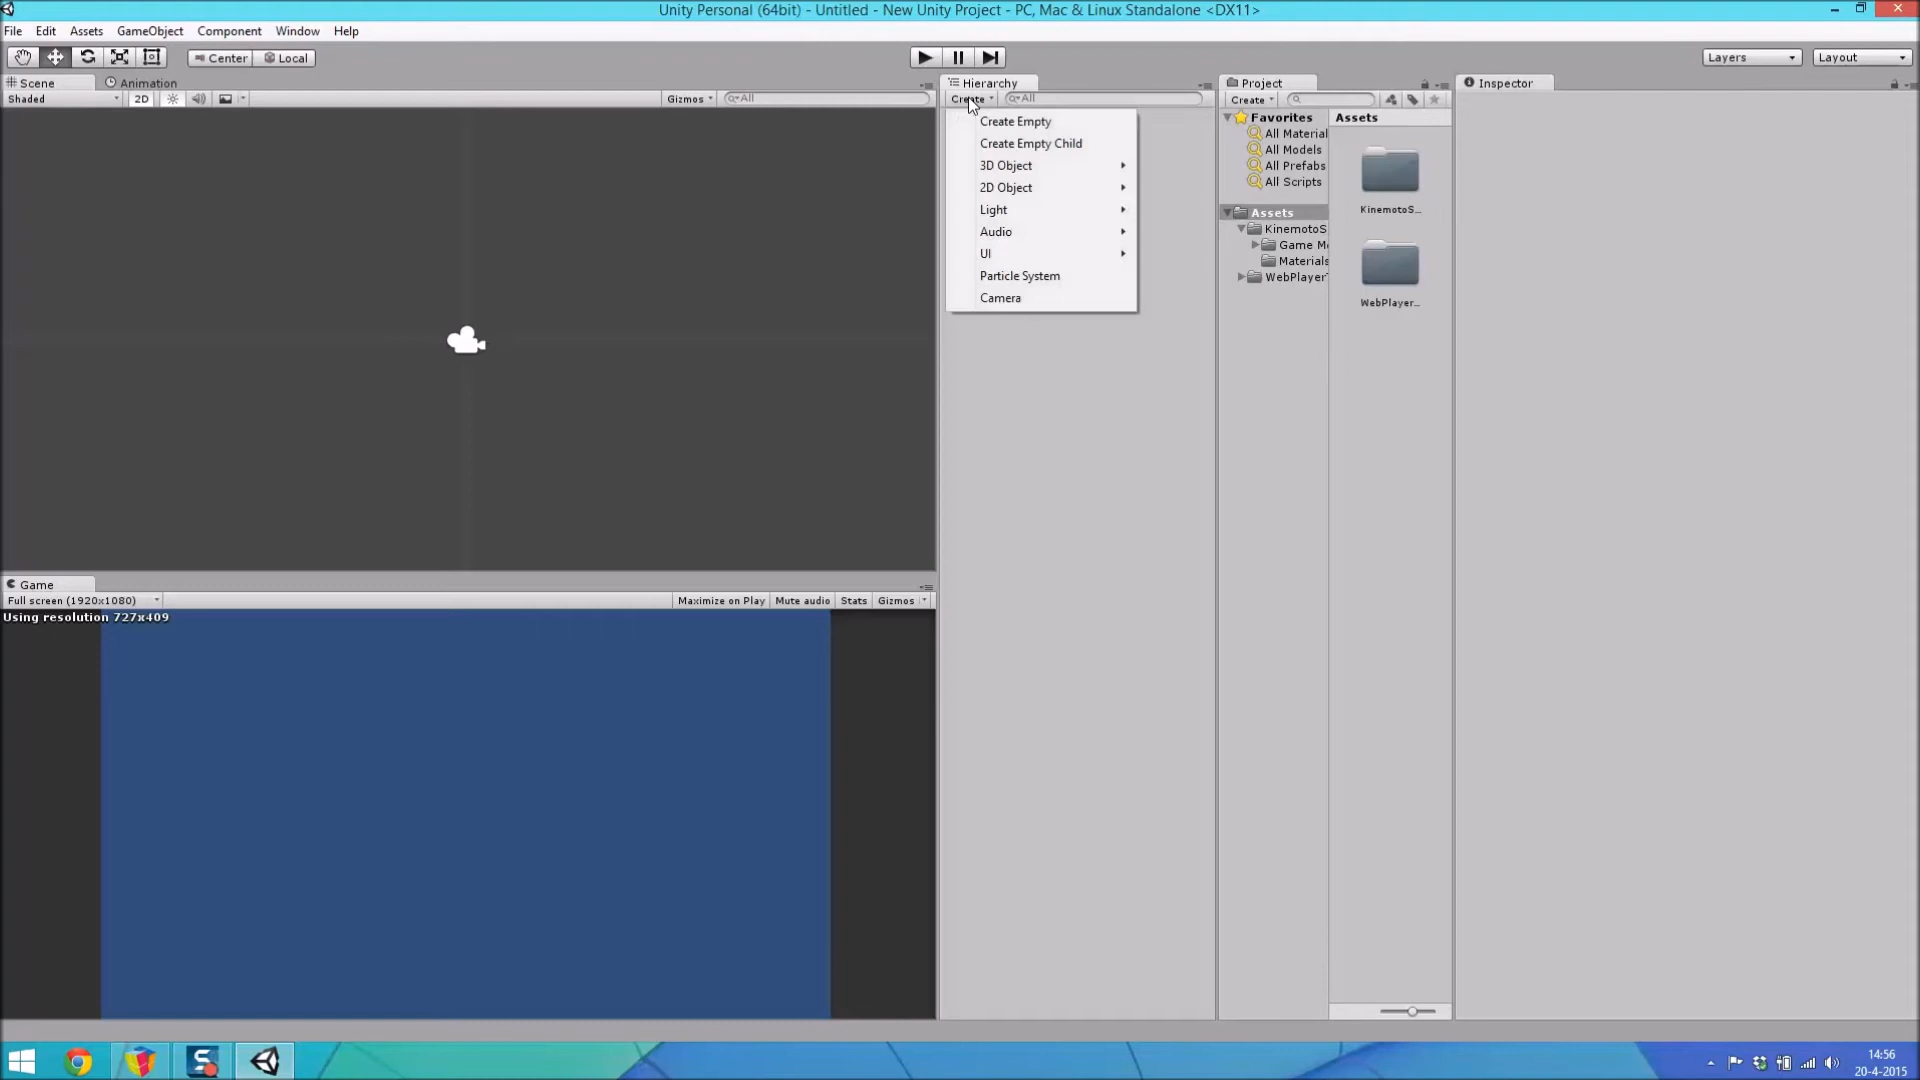 Unity Personal (64bit) - Untitled - New Unity Project - PC, Mac & Linux Standalone <DX11>
File Edit Assets GameObject Component Window Help
Center Local
Layers Layout
Scene Animation
Shaded 2D Gizmos All
Hierarchy
Create All
Create Empty
Create Empty Child
3D Object
2D Object
Light
Audio
UI
Particle System
Camera
Project
Create
Favorites
All Material
All Models
All Prefabs
All Scripts
Assets
KinemotoS
Game M
Materials
WebPlayer
Assets
KinemotoS...
WebPlayer...
Inspector
Game
Full screen (1920x1080) Maximize on Play Mute audio Stats Gizmos
Using resolution 727x409
14:56
20-4-2015